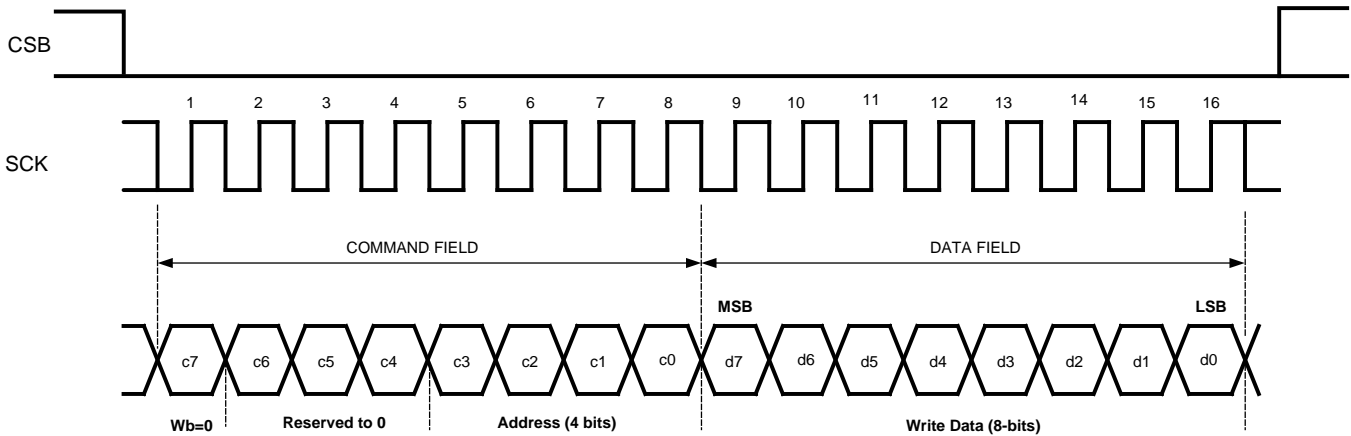 CSB
1 2 3 4 5 6 7 8 9 10 11 12 13 14 15 16
SCK
COMMAND FIELD DATA FIELD
MSB LSB
c7 c6 c5 c4 c3 c2 c1 c0 d7 d6 d5 d4 d3 d2 d1 d0
Wb=0 Reserved to 0 Address (4 bits) Write Data (8-bits)